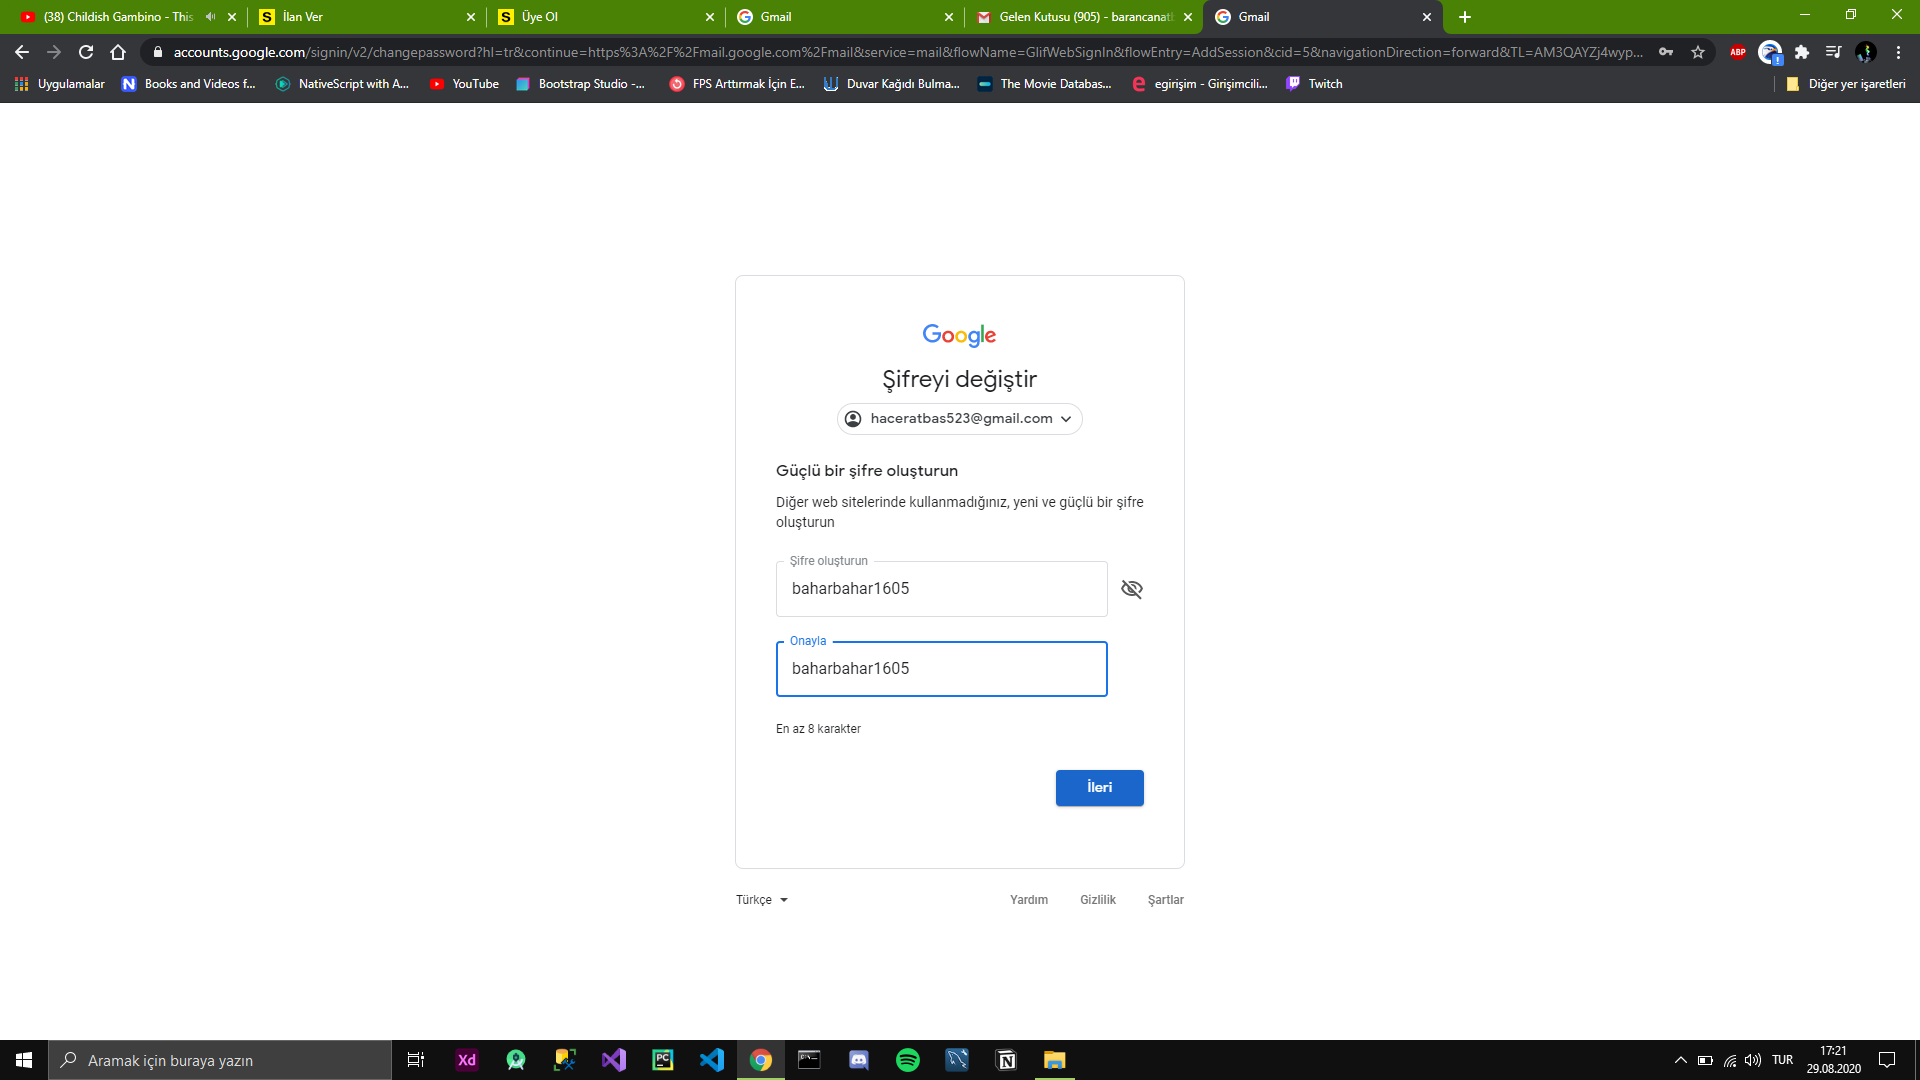 (38) Childish Gambino - This
İlan Ver
Üye Ol
Gmail
Gelen Kutusu (905) - barancanat
Gmail
accounts.google.com/signin/v2/changepassword?hl=tr&continue=https%3A%2F%2Fmail.google.com%2Fmail&service=mail&flowName=GlifWebSignIn&flowEntry=AddSession&cid=5&navigationDirection=forward&TL=AM3QAYZj4wyp...
ABP
Uygulamalar
Books and Videos f...
NativeScript with A...
YouTube
Bootstrap Studio -...
FPS Arttırmak İçin E...
Duvar Kağıdı Bulma...
The Movie Databas...
egirişim - Girişimcili...
Twitch
Diğer yer işaretleri
Google
Şifreyi değiştir
haceratbas523@gmail.com
Güçlü bir şifre oluşturun
Diğer web sitelerinde kullanmadığınız, yeni ve güçlü bir şifre
oluşturun
Şifre oluşturun
baharbahar1605
Onayla
baharbahar1605
En az 8 karakter
İleri
Türkçe
Yardım
Gizlilik
Şartlar
Aramak için buraya yazın
Xd
PC
TUR
17:21
29.08.2020